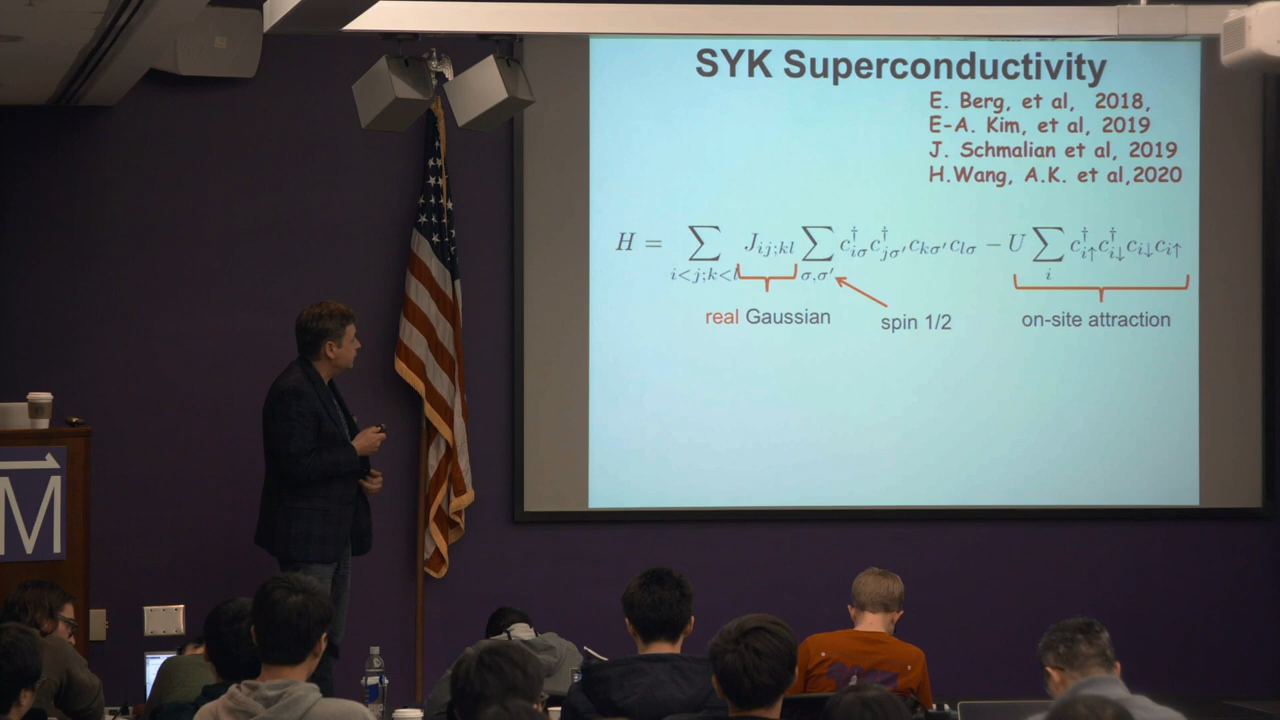 SYK Superconductivity
E. Berg, et al, 2018,
E-A. Kim, et al, 2019
J. Schmalian et al, 2019
H.Wang, A.K. et al,2020
H = ∑_{i<j;k<l} J_{ij;kl} ∑_{σ,σ′} c†_{iσ} c†_{jσ′} c_{kσ′} c_{lσ} − U ∑_i c†_{i↑} c†_{i↓} c_{i↓} c_{i↑}
real Gaussian
spin 1/2
on-site attraction
M